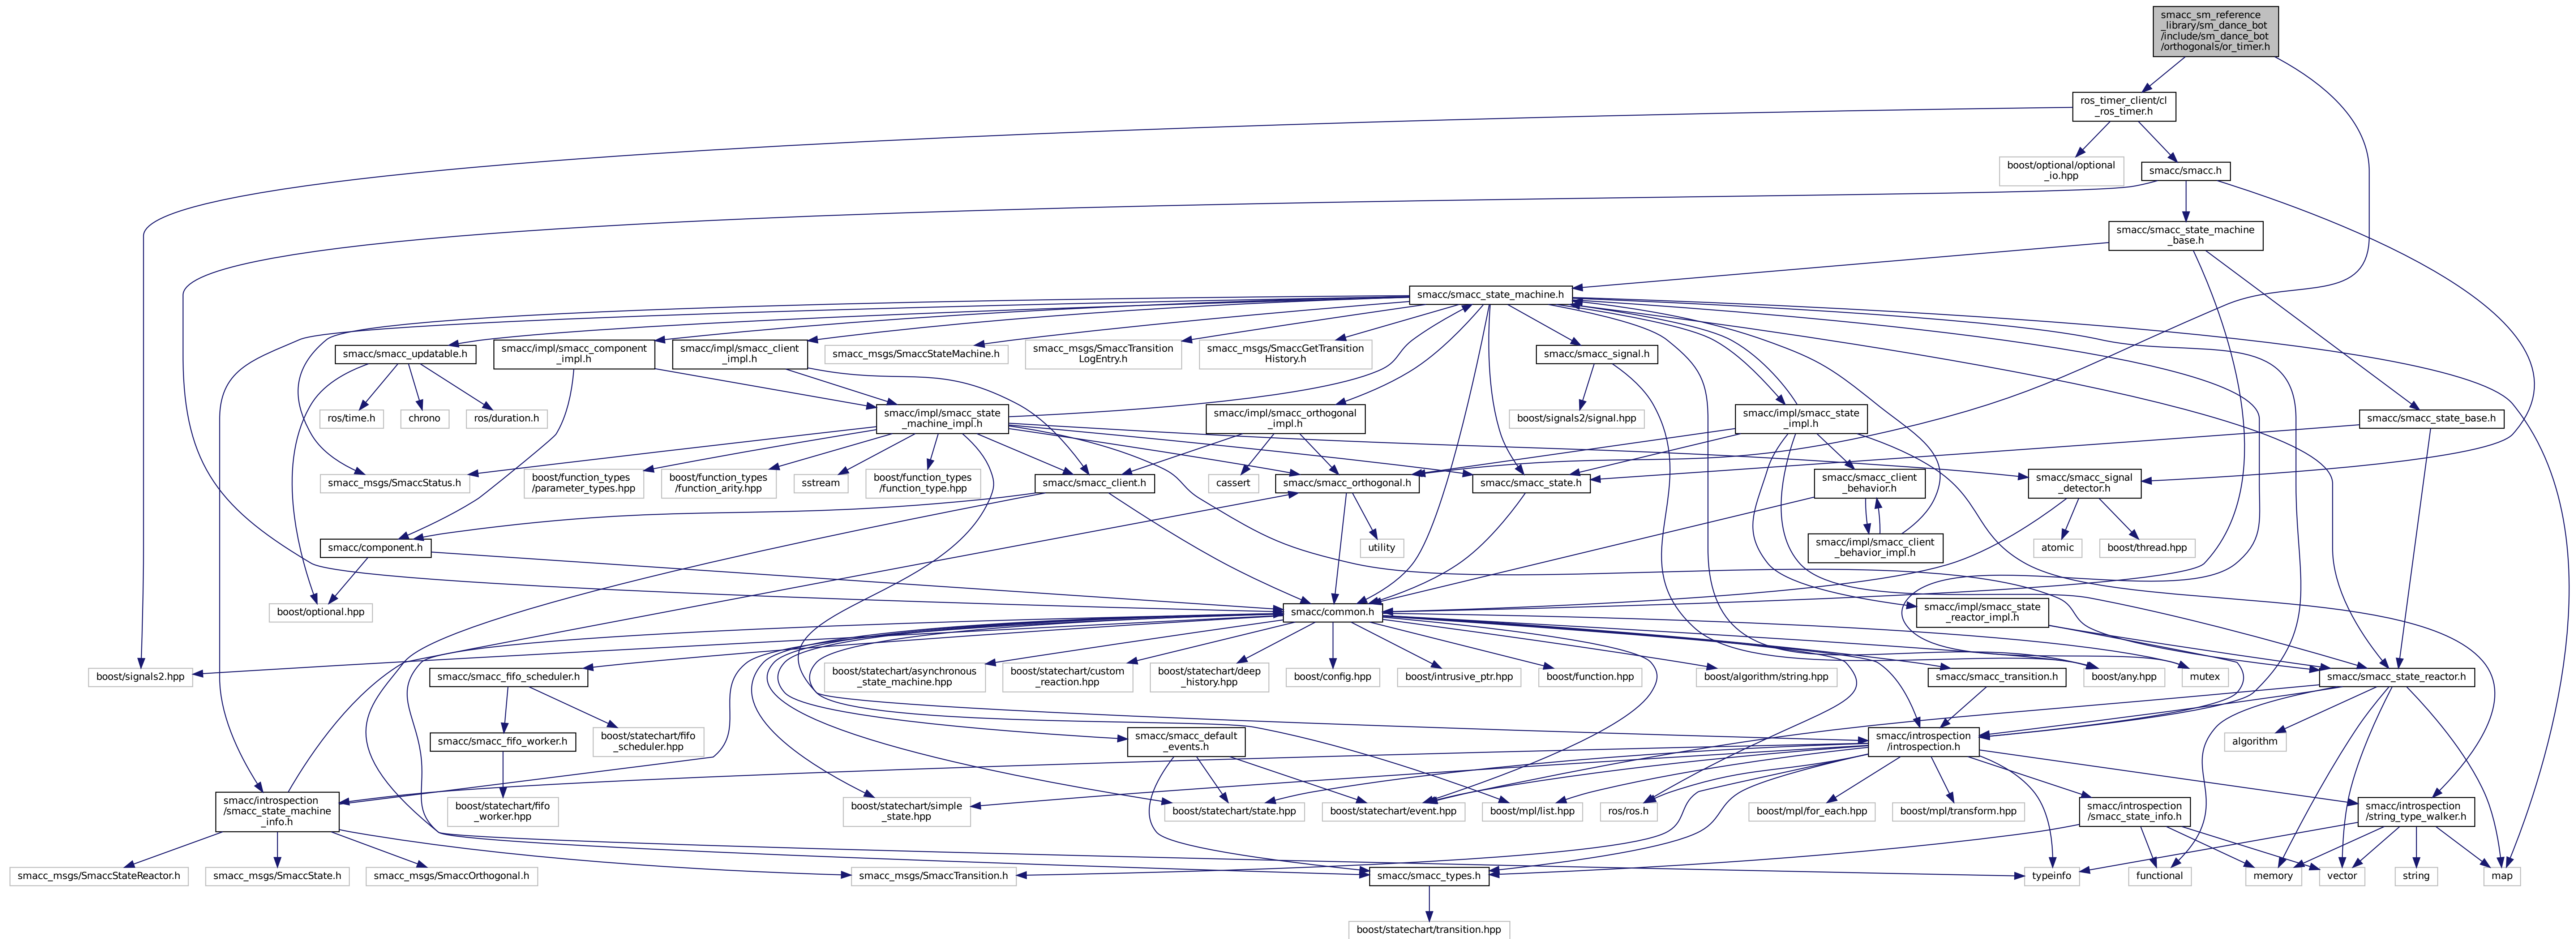 smacc_sm_reference
_library/sm_dance_bot
/include/sm_dance_bot
/orthogonals/or_timer.h
ros_timer_client/cl
_ros_timer.h
boost/optional/optional
_io.hpp
smacc/smacc.h
smacc/smacc_state_machine
_base.h
smacc/smacc_state_machine.h
smacc/smacc_updatable.h
smacc/impl/smacc_component
_impl.h
smacc/impl/smacc_client
_impl.h
smacc_msgs/SmaccStateMachine.h
smacc_msgs/SmaccTransition
LogEntry.h
smacc_msgs/SmaccGetTransition
History.h
smacc/smacc_signal.h
ros/time.h
chrono
ros/duration.h
smacc/impl/smacc_state
_machine_impl.h
smacc/impl/smacc_orthogonal
_impl.h
boost/signals2/signal.hpp
smacc/impl/smacc_state
_impl.h
smacc/smacc_state_base.h
smacc_msgs/SmaccStatus.h
boost/function_types
/parameter_types.hpp
boost/function_types
/function_arity.hpp
sstream
boost/function_types
/function_type.hpp
smacc/smacc_client.h
cassert
smacc/smacc_orthogonal.h
smacc/smacc_state.h
smacc/smacc_client
_behavior.h
smacc/smacc_signal
_detector.h
smacc/component.h
utility
smacc/impl/smacc_client
_behavior_impl.h
atomic
boost/thread.hpp
boost/optional.hpp
smacc/common.h
smacc/impl/smacc_state
_reactor_impl.h
boost/signals2.hpp
smacc/smacc_fifo_scheduler.h
boost/statechart/asynchronous
_state_machine.hpp
boost/statechart/custom
_reaction.hpp
boost/statechart/deep
_history.hpp
boost/config.hpp
boost/intrusive_ptr.hpp
boost/function.hpp
boost/algorithm/string.hpp
smacc/smacc_transition.h
boost/any.hpp
mutex
smacc/smacc_state_reactor.h
smacc/smacc_fifo_worker.h
boost/statechart/fifo
_scheduler.hpp
smacc/smacc_default
_events.h
smacc/introspection
/introspection.h
algorithm
smacc/introspection
/smacc_state_machine
_info.h
boost/statechart/fifo
_worker.hpp
boost/statechart/simple
_state.hpp
boost/statechart/state.hpp
boost/statechart/event.hpp
boost/mpl/list.hpp
ros/ros.h
boost/mpl/for_each.hpp
boost/mpl/transform.hpp
smacc/introspection
/smacc_state_info.h
smacc/introspection
/string_type_walker.h
smacc_msgs/SmaccStateReactor.h
smacc_msgs/SmaccState.h
smacc_msgs/SmaccOrthogonal.h
smacc_msgs/SmaccTransition.h
smacc/smacc_types.h
typeinfo
functional
memory
vector
string
map
boost/statechart/transition.hpp